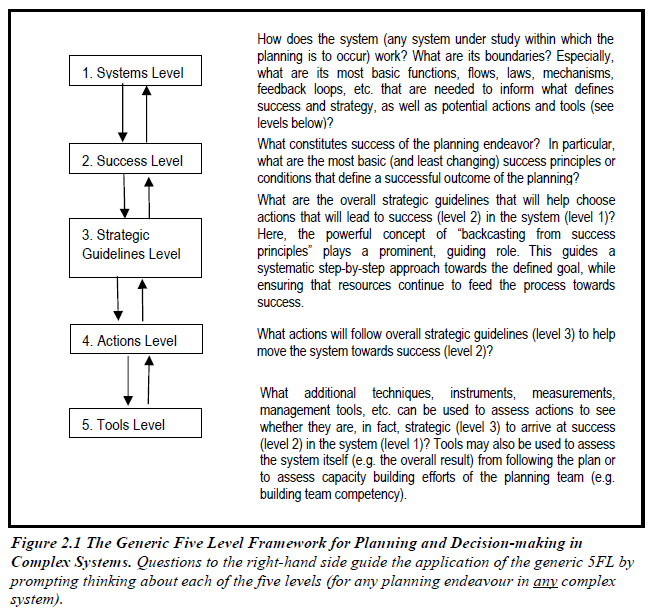 How does the system (any system under study within which the
planning is to occur) work? What are its boundaries? Especially,
what are its most basic functions, flows, laws, mechanisms,
feedback loops, etc. that are needed to inform what defines
success and strategy, as well as potential actions and tools (see
levels below)?
1. Systems Level
What constitutes success of the planning endeavor? In particular,
what are the most basic (and least changing) success principles or
conditions that define a successful outcome of the planning?
2. Success Level
What are the overall strategic guidelines that will help choose
actions that will lead to success (level 2) in the system (level 1)?
Here, the powerful concept of “backcasting from success
principles” plays a prominent, guiding role. This guides a
systematic step-by-step approach towards the defined goal, while
ensuring that resources continue to feed the process towards
success.
3. Strategic
Guidelines Level
What actions will follow overall strategic guidelines (level 3) to help
move the system towards success (level 2)?
4. Actions Level
What additional techniques, instruments, measurements,
management tools, etc. can be used to assess actions to see
whether they are, in fact, strategic (level 3) to arrive at success
(level 2) in the system (level 1)? Tools may also be used to assess
the system itself (e.g. the overall result) from following the plan or
to assess capacity building efforts of the planning team (e.g.
building team competency).
5. Tools Level
Figure 2.1 The Generic Five Level Framework for Planning and Decision-making in
Complex Systems. Questions to the right-hand side guide the application of the generic 5FL by
prompting thinking about each of the five levels (for any planning endeavour in any complex
system).